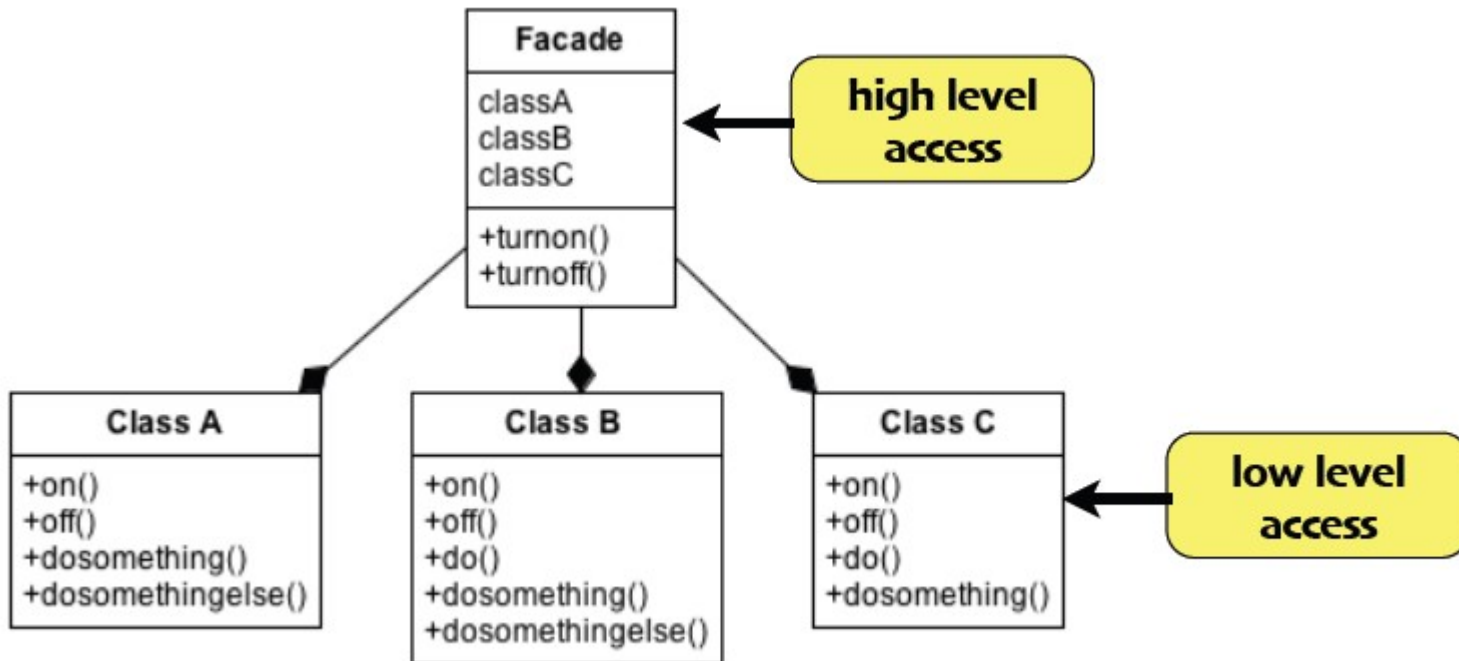 Facade
classA
classB
classC
+turnon()
+turnoff()
high level
access
Class A
+on()
+off()
+dosomething()
+dosomethingelse()
Class B
+on()
+off()
+do()
+dosomething()
+dosomethingelse()
Class C
+on()
+off()
+do()
+dosomething()
low level
access